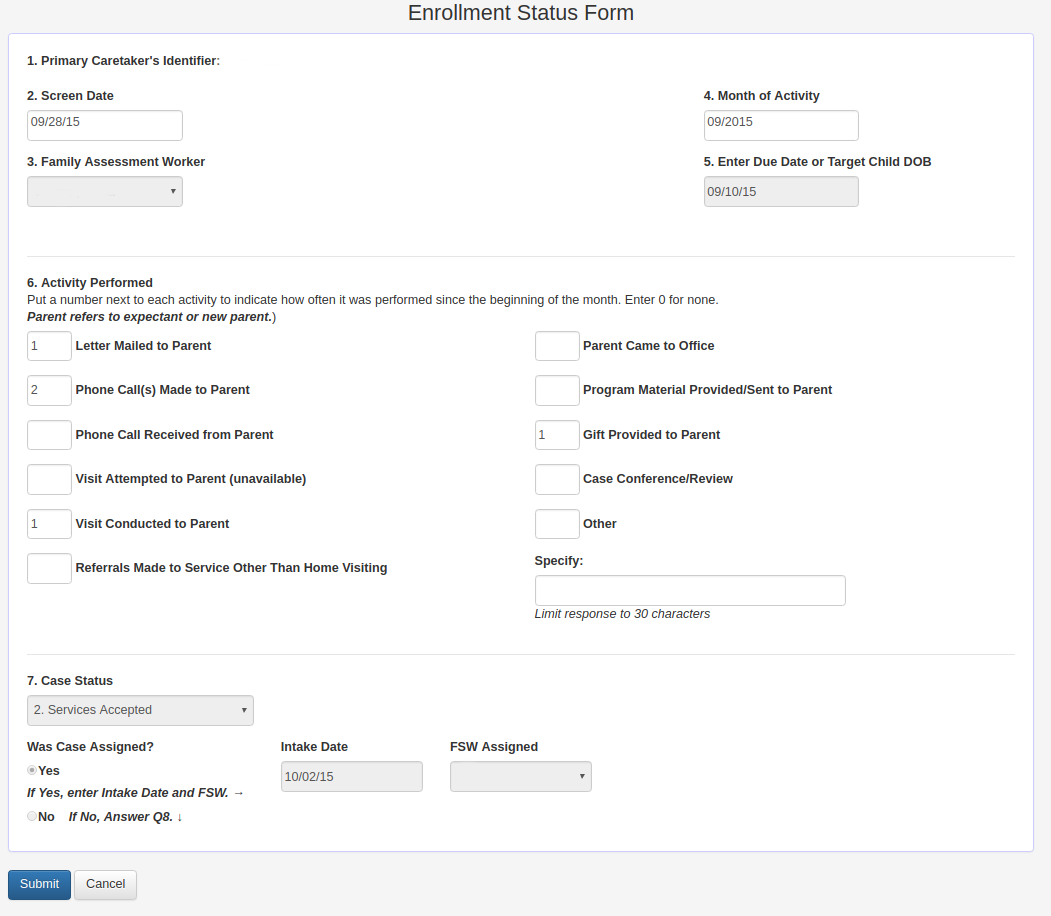 Enrollment Status Form
1. Primary Caretaker's Identifier:
2. Screen Date
09/28/15
4. Month of Activity
09/2015
3. Family Assessment Worker
5. Enter Due Date or Target Child DOB
09/10/15
6. Activity Performed
Put a number next to each activity to indicate how often it was performed since the beginning of the month. Enter 0 for none.
Parent refers to expectant or new parent.)
1 Letter Mailed to Parent
2 Phone Call(s) Made to Parent
Phone Call Received from Parent
Visit Attempted to Parent (unavailable)
1 Visit Conducted to Parent
Referrals Made to Service Other Than Home Visiting
Parent Came to Office
Program Material Provided/Sent to Parent
1 Gift Provided to Parent
Case Conference/Review
Other
Specify:
Limit response to 30 characters
7. Case Status
2. Services Accepted
Was Case Assigned?
Yes
If Yes, enter Intake Date and FSW. →
No If No, Answer Q8. ↓
Intake Date
10/02/15
FSW Assigned
Submit Cancel